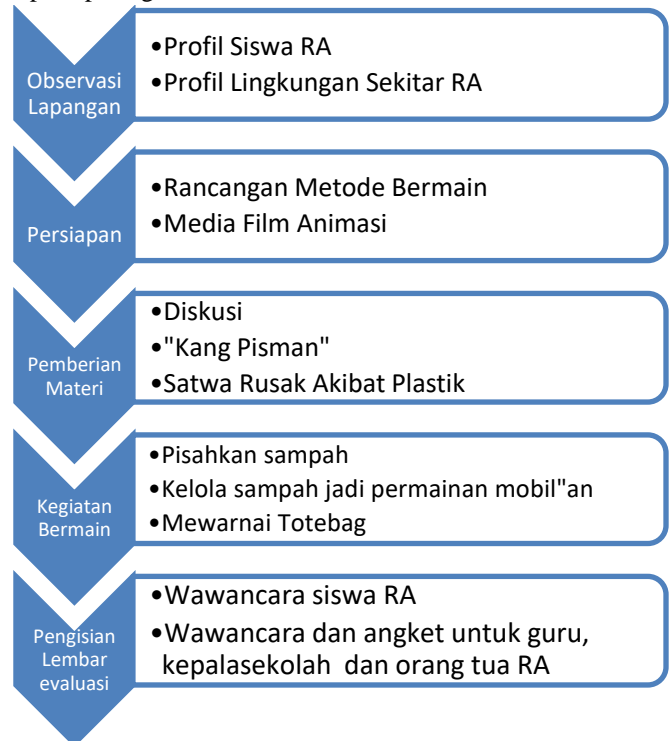 Observasi
Lapangan
•Profil Siswa RA
•Profil Lingkungan Sekitar RA
Persiapan
•Rancangan Metode Bermain
•Media Film Animasi
Pemberian
Materi
•Diskusi
•"Kang Pisman"
•Satwa Rusak Akibat Plastik
Kegiatan
Bermain
•Pisahkan sampah
•Kelola sampah jadi permainan mobil"an
•Mewarnai Totebag
Pengisian
Lembar
evaluasi
•Wawancara siswa RA
•Wawancara dan angket untuk guru,
kepalasekolah dan orang tua RA